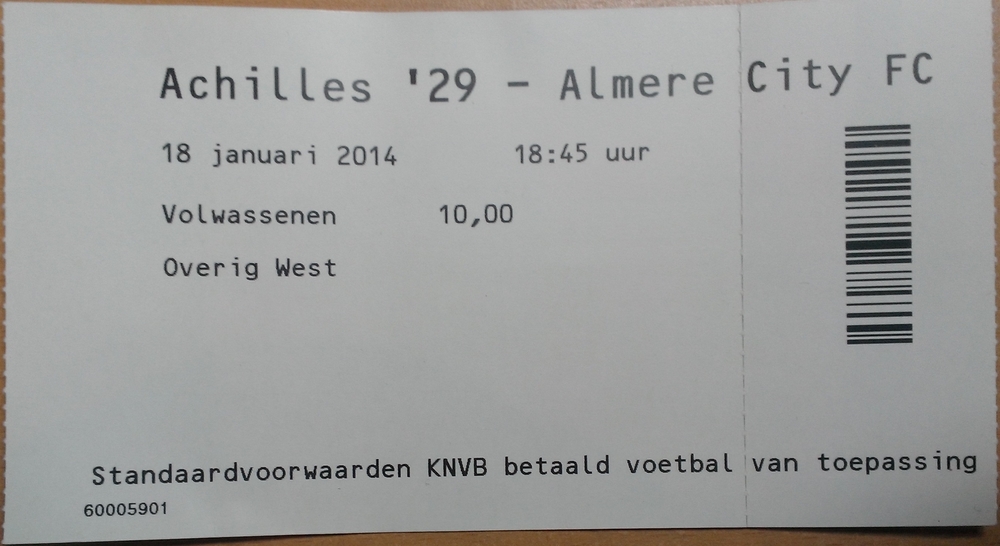 Achilles '29 - Almere City FC
18 januari 2014 18:45 uur
Volwassenen 10,00
Overig West
Standaardvoorwaarden KNVB betaald voetbal van toepassing
60005901